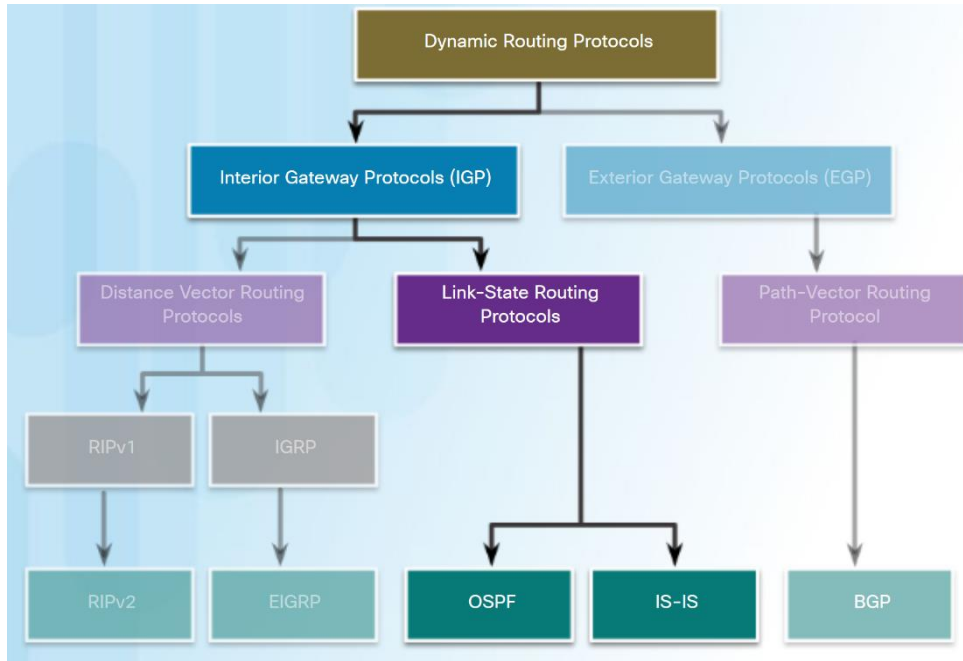 Dynamic Routing Protocols
Interior Gateway Protocols (IGP)
Exterior Gateway Protocols (EGP)
Distance Vector Routing
Protocols
Link-State Routing
Protocols
Path-Vector Routing
Protocol
RIPv1
IGRP
RIPv2
EIGRP
OSPF
IS-IS
BGP